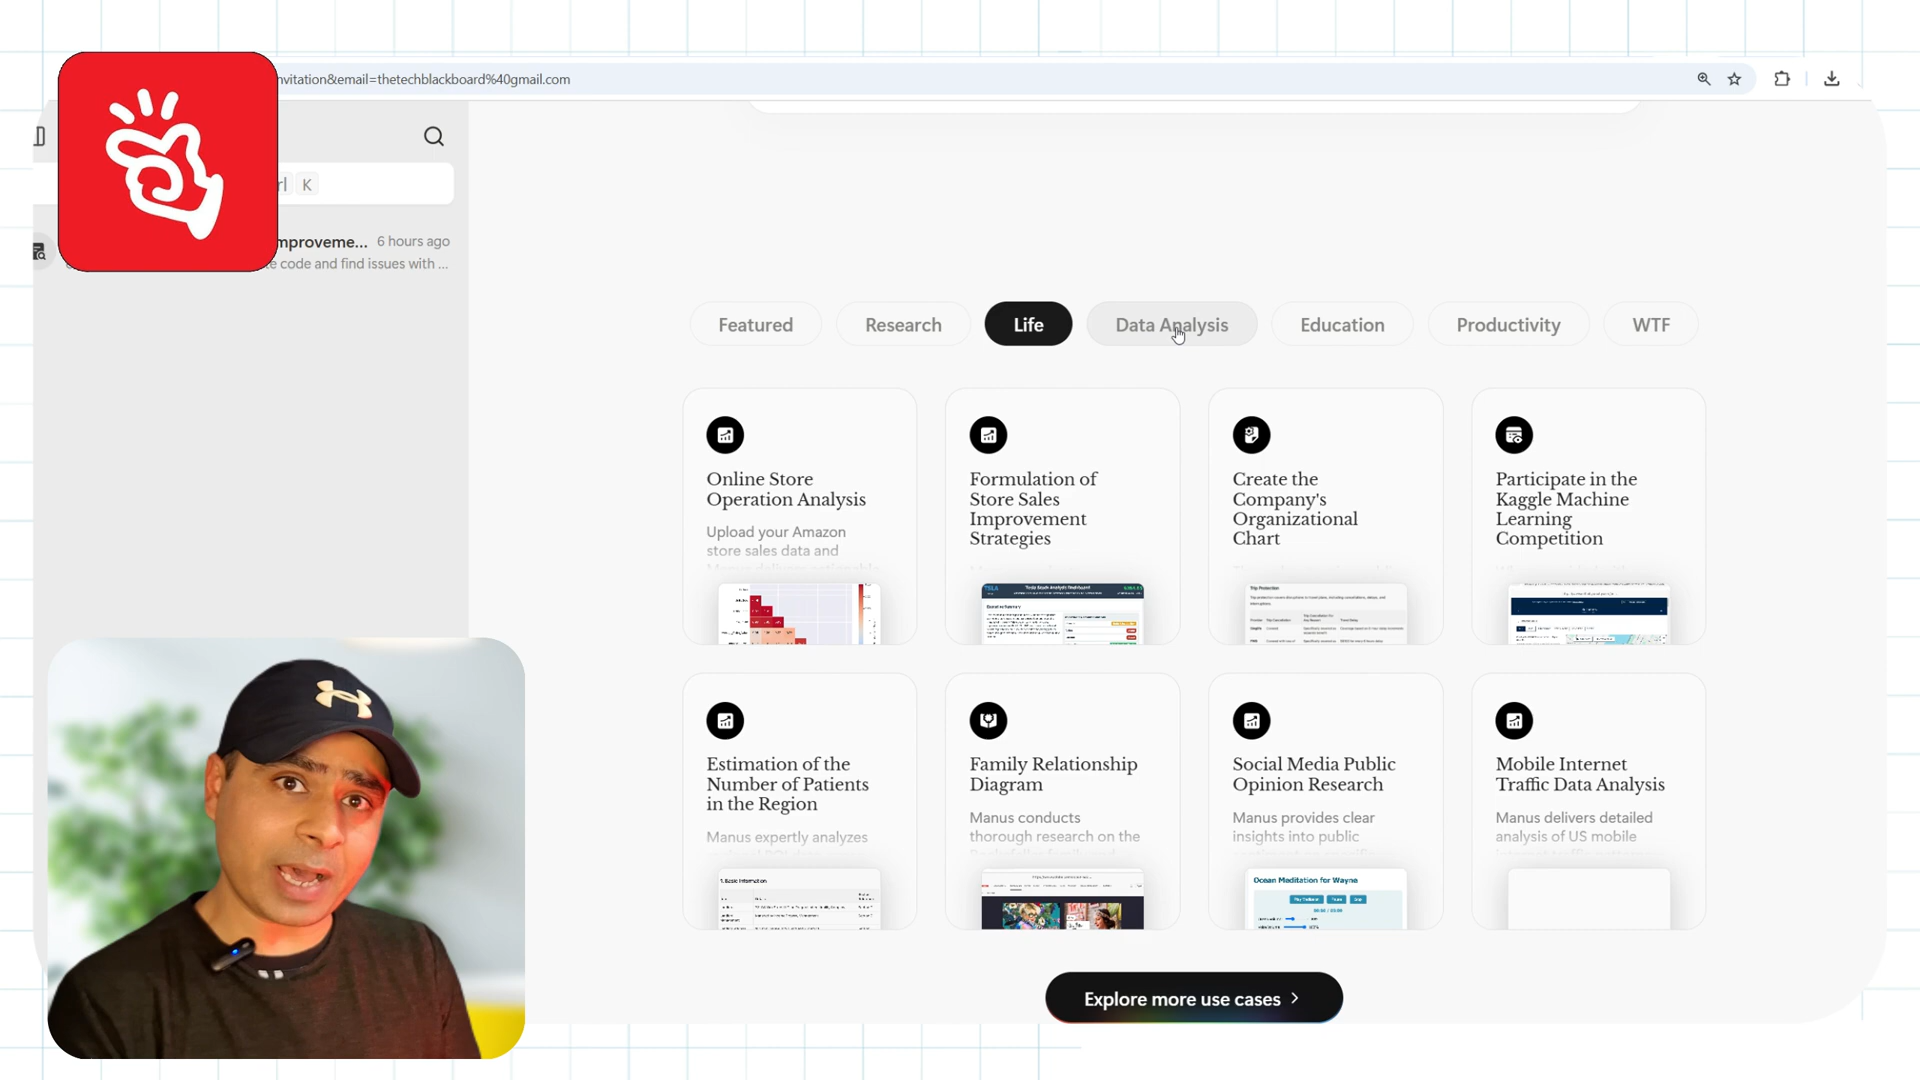 nvitation&email=thetechblackboard%40gmail.com
K
mproveme... 6 hours ago
code and find issues with ...
Featured
Research
Life
Data Analysis
Education
Productivity
WTF
Online Store
Operation Analysis
Upload your Amazon
store sales data and
Formulation of
Store Sales
Improvement
Strategies
Create the
Company's
Organizational
Chart
Participate in the
Kaggle Machine
Learning
Competition
Trip Protection
Estimation of the
Number of Patients
in the Region
Manus expertly analyzes
Family Relationship
Diagram
Manus conducts
thorough research on the
Social Media Public
Opinion Research
Manus provides clear
insights into public
Mobile Internet
Traffic Data Analysis
Manus delivers detailed
analysis of US mobile
1. Basic Information
Ocean Meditation for Wayne
Explore more use cases